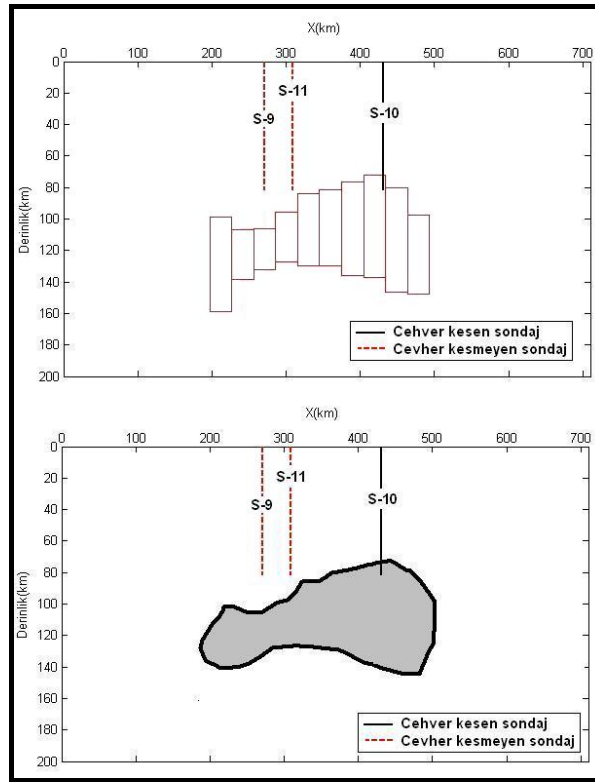 X(km)
0 100 200 300 400 500 600 700
0
20
40
60
80
100
120
140
160
180
200
Derinlik(km)
S-11
S-9
S-10
Cehver kesen sondaj
Cevher kesmeyen sondaj
X(km)
0 100 200 300 400 500 600 700
0
20
40
60
80
100
120
140
160
180
200
Derinlik(km)
S-11
S-9
S-10
Cehver kesen sondaj
Cevher kesmeyen sondaj